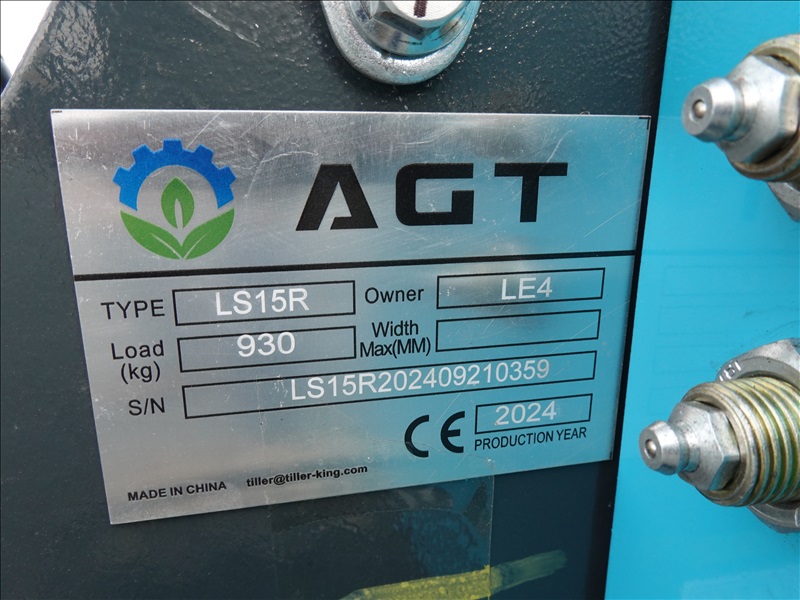 AGT
TYPE LS15R Owner LE4
Load (kg) 930 Width Max(MM)
S/N LS15R202409210359
CE 2024
PRODUCTION YEAR
MADE IN CHINA tiller@tiller-king.com